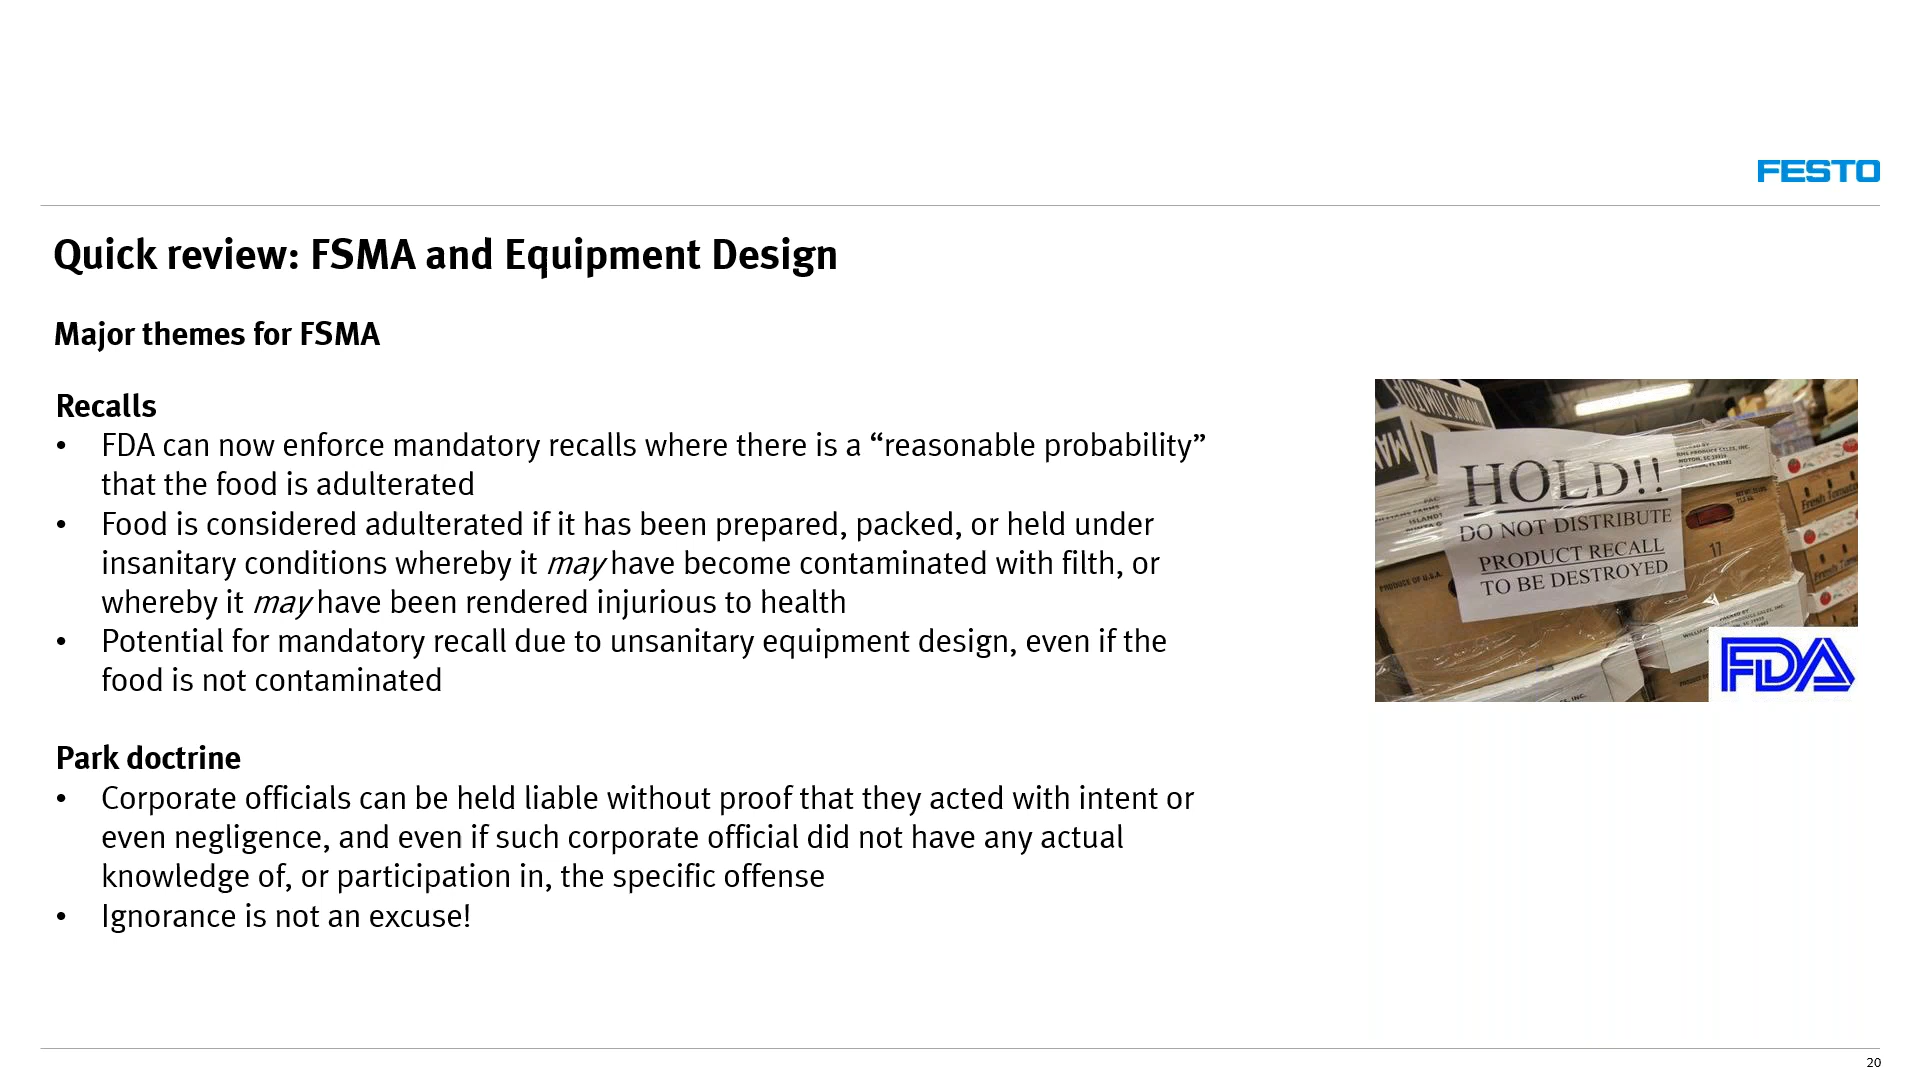 FESTO
Quick review: FSMA and Equipment Design
Major themes for FSMA
Recalls
• FDA can now enforce mandatory recalls where there is a “reasonable probability”
that the food is adulterated
• Food is considered adulterated if it has been prepared, packed, or held under
insanitary conditions whereby it may have become contaminated with filth, or
whereby it may have been rendered injurious to health
• Potential for mandatory recall due to unsanitary equipment design, even if the
food is not contaminated
Park doctrine
• Corporate officials can be held liable without proof that they acted with intent or
even negligence, and even if such corporate official did not have any actual
knowledge of, or participation in, the specific offense
• Ignorance is not an excuse!
HOLD!!
DO NOT DISTRIBUTE
PRODUCT RECALL
TO BE DESTROYED
PRODUCE OF U.S.A.
17
Fresh Tomato
FDA
20